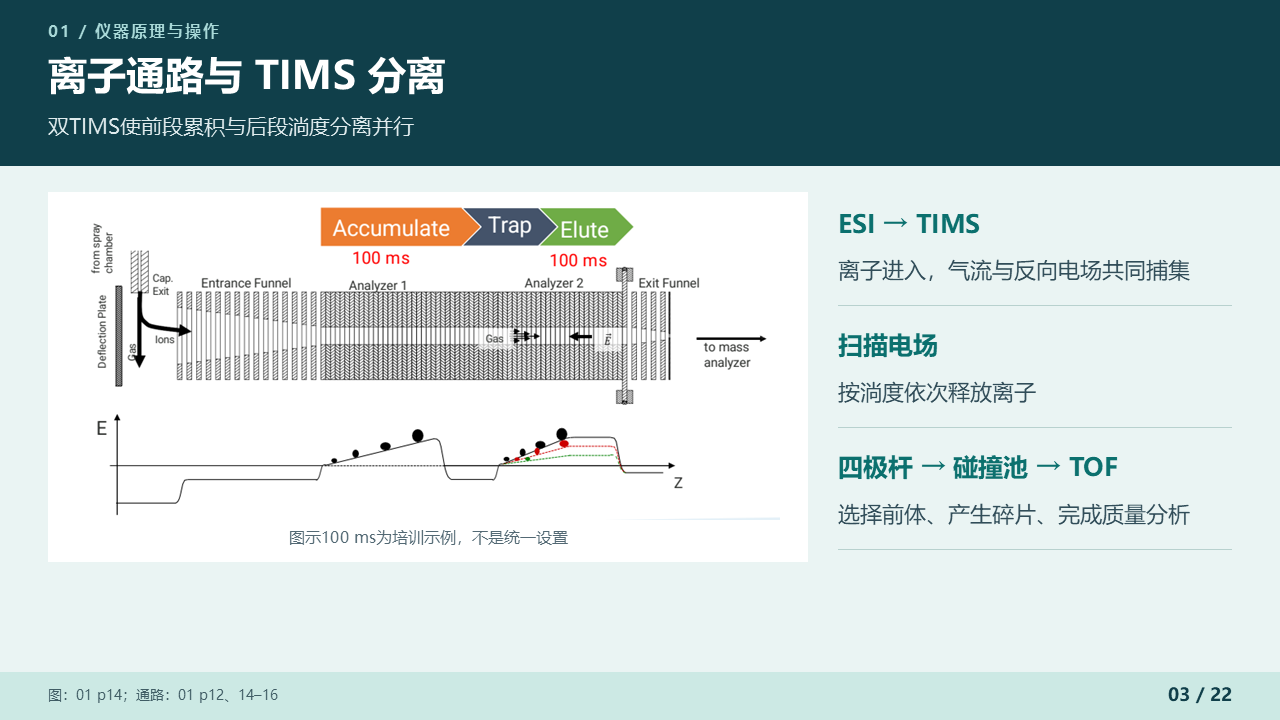 01 / 仪器原理与操作
离子通路与 TIMS 分离
双TIMS使前段累积与后段淌度分离并行
Accumulate
Trap
Elute
100 ms
100 ms
from spray
chamber
Cap.
Exit
Entrance Funnel
Analyzer 1
Analyzer 2
Exit Funnel
Deflection Plate
Gas
Ions
Gas
E
to mass
analyzer
E
Z
图示100 ms为培训示例，不是统一设置
ESI → TIMS
离子进入，气流与反向电场共同捕集
扫描电场
按淌度依次释放离子
四极杆 → 碰撞池 → TOF
选择前体、产生碎片、完成质量分析
图：01 p14；通路：01 p12、14–16
03 / 22